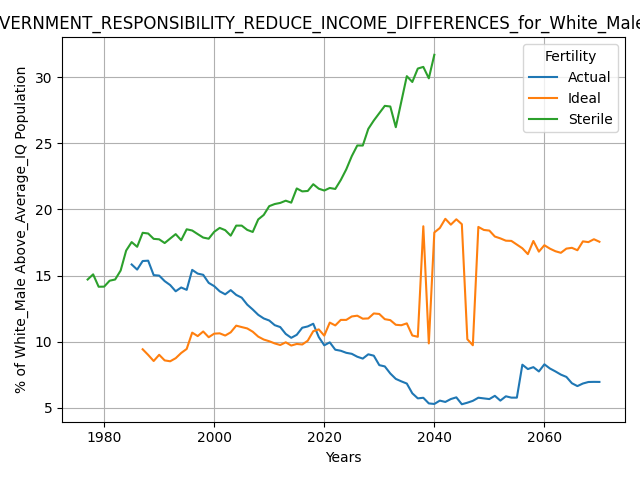 VERNMENT_RESPONSIBILITY_REDUCE_INCOME_DIFFERENCES_for_White_Male
% of White_Male Above_Average_IQ Population
30
25
20
15
10
5
Fertility
Actual
Ideal
Sterile
1980
2000
2020
2040
2060
Years